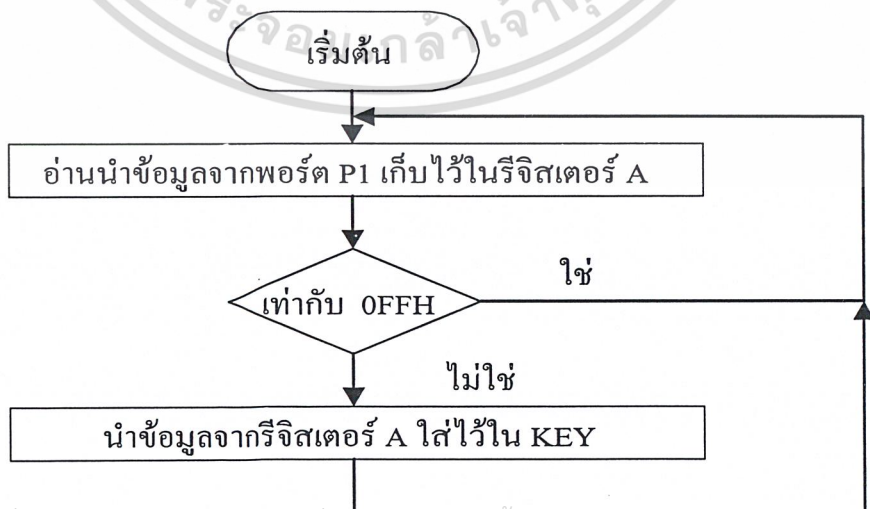 เริ่มต้น
อ่านนำข้อมูลจากพอร์ต P1 เก็บไว้ในรีจิสเตอร์ A
ใช่
เท่ากับ 0FFH
ไม่ใช่
นำข้อมูลจากรีจิสเตอร์ A ใส่ไว้ใน KEY